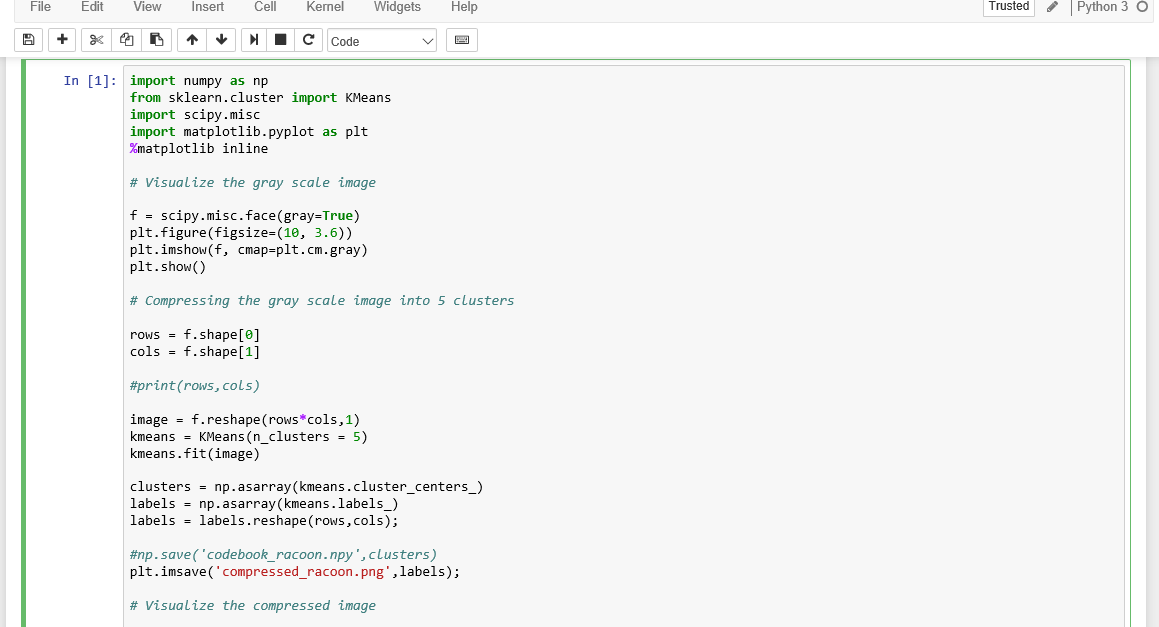 File Edit View Insert Cell Kernel Widgets Help Trusted Python 3
Code
In [1]: import numpy as np
from sklearn.cluster import KMeans
import scipy.misc
import matplotlib.pyplot as plt
%matplotlib inline
# Visualize the gray scale image
f = scipy.misc.face(gray=True)
plt.figure(figsize=(10, 3.6))
plt.imshow(f, cmap=plt.cm.gray)
plt.show()
# Compressing the gray scale image into 5 clusters
rows = f.shape[0]
cols = f.shape[1]
#print(rows,cols)
image = f.reshape(rows*cols,1)
kmeans = KMeans(n_clusters = 5)
kmeans.fit(image)
clusters = np.asarray(kmeans.cluster_centers_)
labels = np.asarray(kmeans.labels_)
labels = labels.reshape(rows,cols);
#np.save('codebook_racoon.npy',clusters)
plt.imsave('compressed_racoon.png',labels);
# Visualize the compressed image